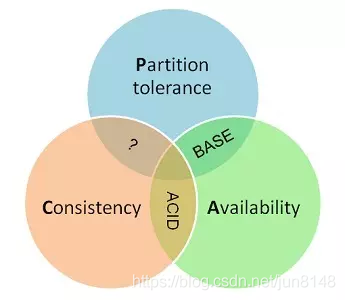 Partition
tolerance
?
BASE
Consistency
ACID
Availability
https://blog.csdn.net/jun8148